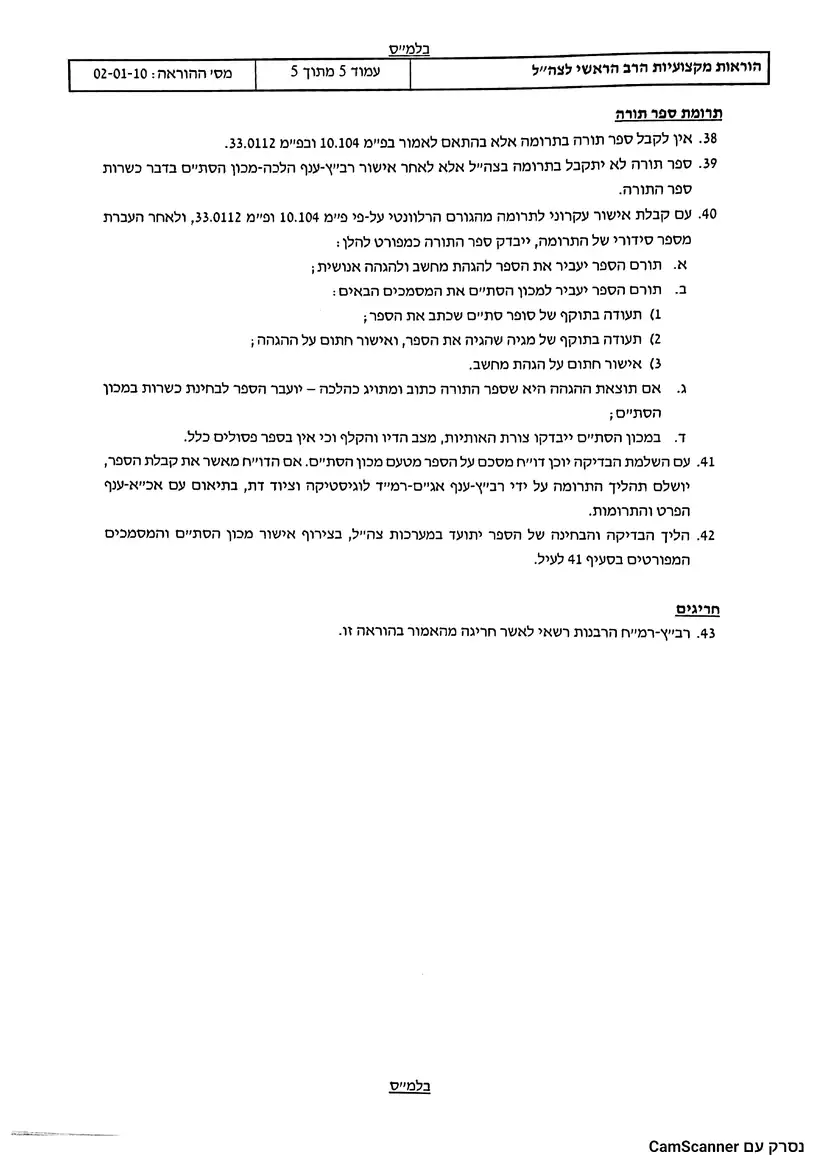 בלמ״ס
הוראות מקצועיות הרב הראשי לצה״ל עמוד 5 מתוך 5 מסי ההוראה: 02-01-10
תרומת ספר תורה
38. אין לקבל ספר תורה בתרומה אלא בהתאם לאמור בפ״מ 10.104 ובפ״מ 33.0112.
39. ספר תורה לא יתקבל בתרומה בצה״ל אלא לאחר אישור רב״ץ-ענף הלכה-מכון הסת״ם בדבר כשרות
ספר התורה.
40. עם קבלת אישור עקרוני לתרומה מהגורם הרלוונטי על-פי פ״מ 10.104 ופ״מ 33.0112, ולאחר העברת
מספר סידורי של התרומה, ייבדק ספר התורה כמפורט להלן:
א. תורם הספר יעביר את הספר להגהת מחשב ולהגהה אנושית;
ב. תורם הספר יעביר למכון הסת״ם את המסמכים הבאים:
1) תעודה בתוקף של סופר סת״ם שכתב את הספר;
2) תעודה בתוקף של מגיה שהגיה את הספר, ואישור חתום על ההגהה;
3) אישור חתום על הגהת מחשב.
ג. אם תוצאת ההגהה היא שספר התורה כתוב ומתויג כהלכה – יועבר הספר לבחינת כשרות במכון
הסת״ם;
ד. במכון הסת״ם ייבדקו צורת האותיות, מצב הדיו והקלף וכי אין בספר פסולים כלל.
41. עם השלמת הבדיקה יוכן דו״ח מסכם על הספר מטעם מכון הסת״ם. אם הדו״ח מאשר את קבלת הספר,
יושלם תהליך התרומה על ידי רב״ץ-ענף אג״ם-רמ״ד לוגיסטיקה וציוד דת, בתיאום עם אכ״א-ענף
הפרט והתרומות.
42. הליך הבדיקה והבחינה של הספר יתועד במערכות צה״ל, בצירוף אישור מכון הסת״ם והמסמכים
המפורטים בסעיף 41 לעיל.
חריגים
43. רב״ץ-רמ״ח הרבנות רשאי לאשר חריגה מהאמור בהוראה זו.
בלמ״ס
נסרק עם CamScanner